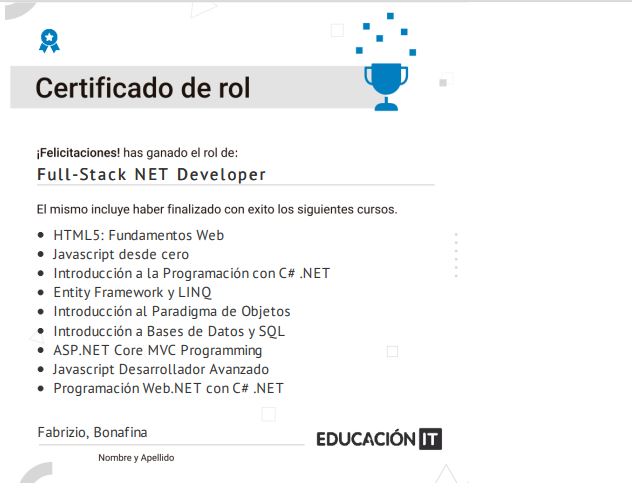 Certificado de rol
¡Felicitaciones! has ganado el rol de:
Full-Stack NET Developer
El mismo incluye haber finalizado con exito los siguientes cursos.
• HTML5: Fundamentos Web
• Javascript desde cero
• Introducción a la Programación con C# .NET
• Entity Framework y LINQ
• Introducción al Paradigma de Objetos
• Introducción a Bases de Datos y SQL
• ASP.NET Core MVC Programming
• Javascript Desarrollador Avanzado
• Programación Web.NET con C# .NET
Fabrizio, Bonafina
Nombre y Apellido
EDUCACIÓN IT